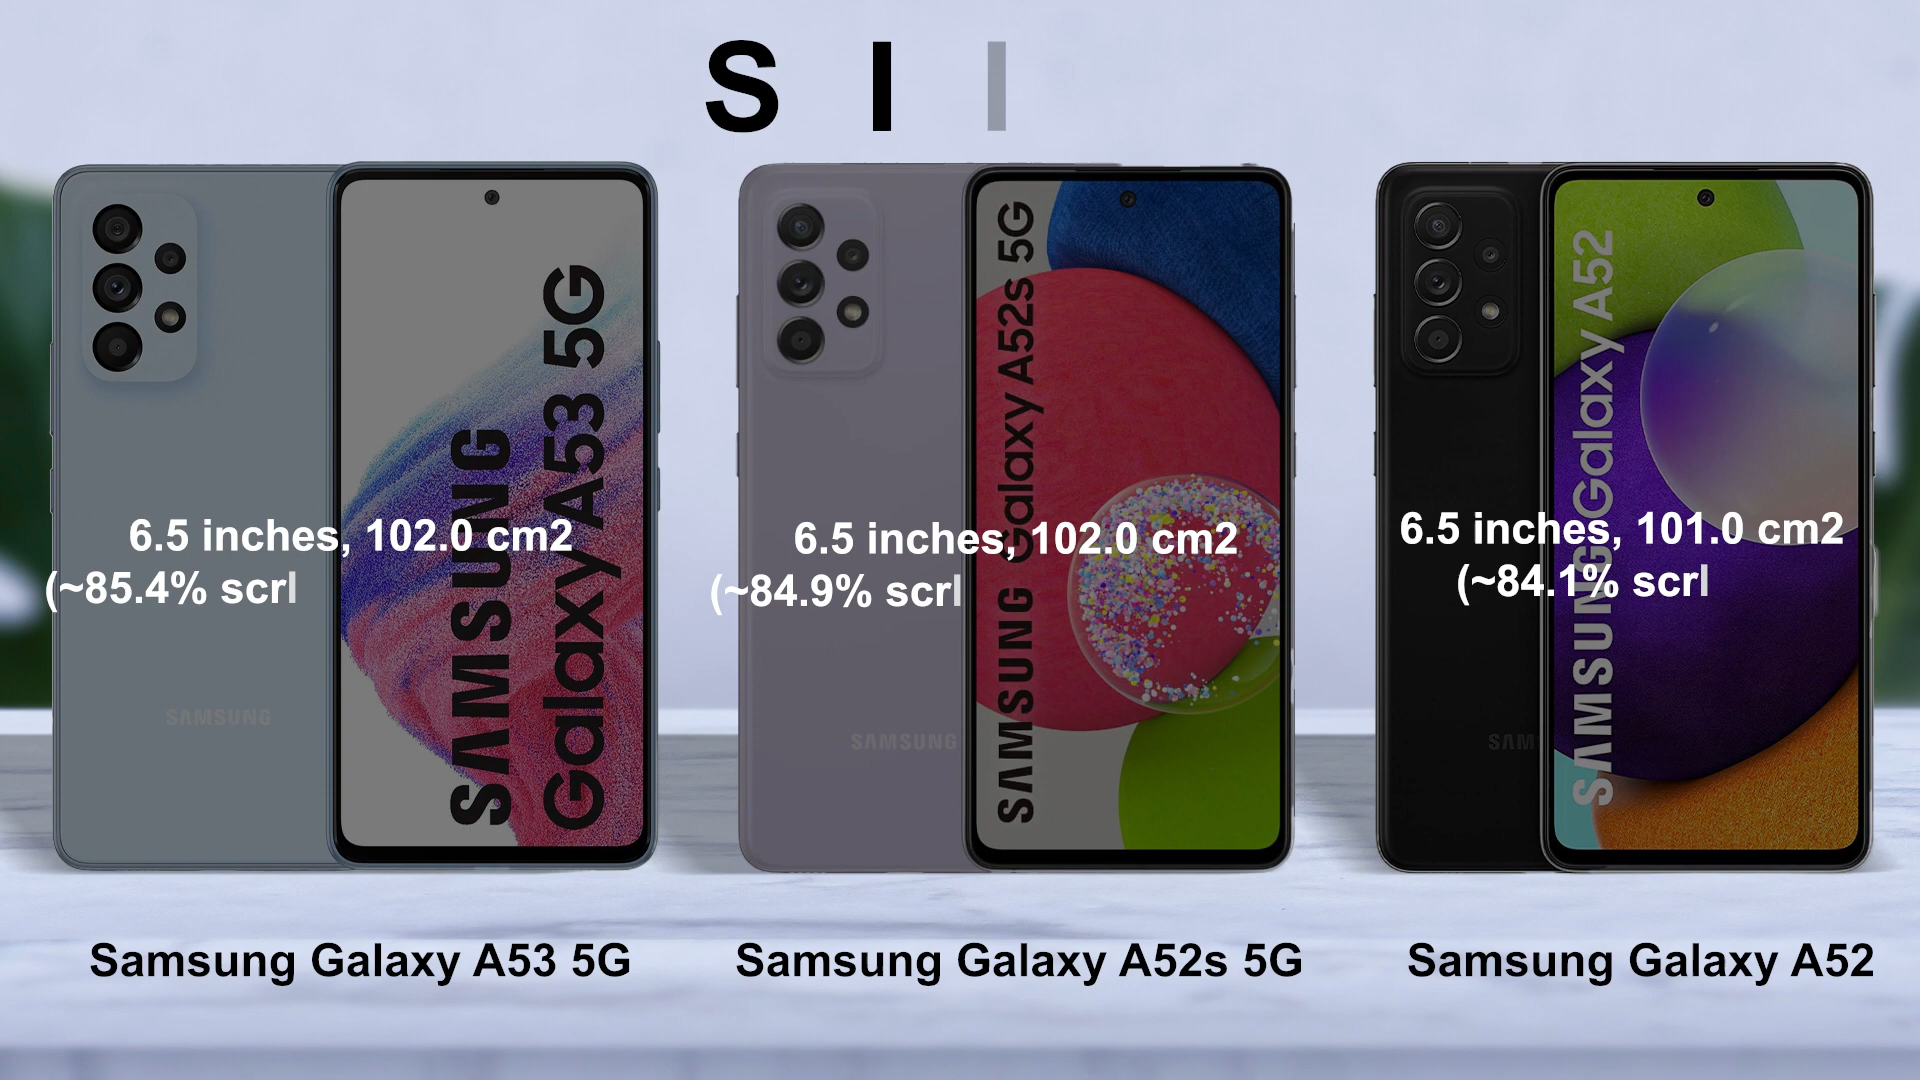 S I I
SAMSUNG
Galaxy A53 5G
SAMSUNG Galaxy A52s 5G
SAMSUNG Galaxy A52
6.5 inches, 102.0 cm2
(~85.4% scrl
6.5 inches, 102.0 cm2
(~84.9% scrl
6.5 inches, 101.0 cm2
(~84.1% scrl
SAMSUNG
SAMSUNG
SAM
Samsung Galaxy A53 5G
Samsung Galaxy A52s 5G
Samsung Galaxy A52